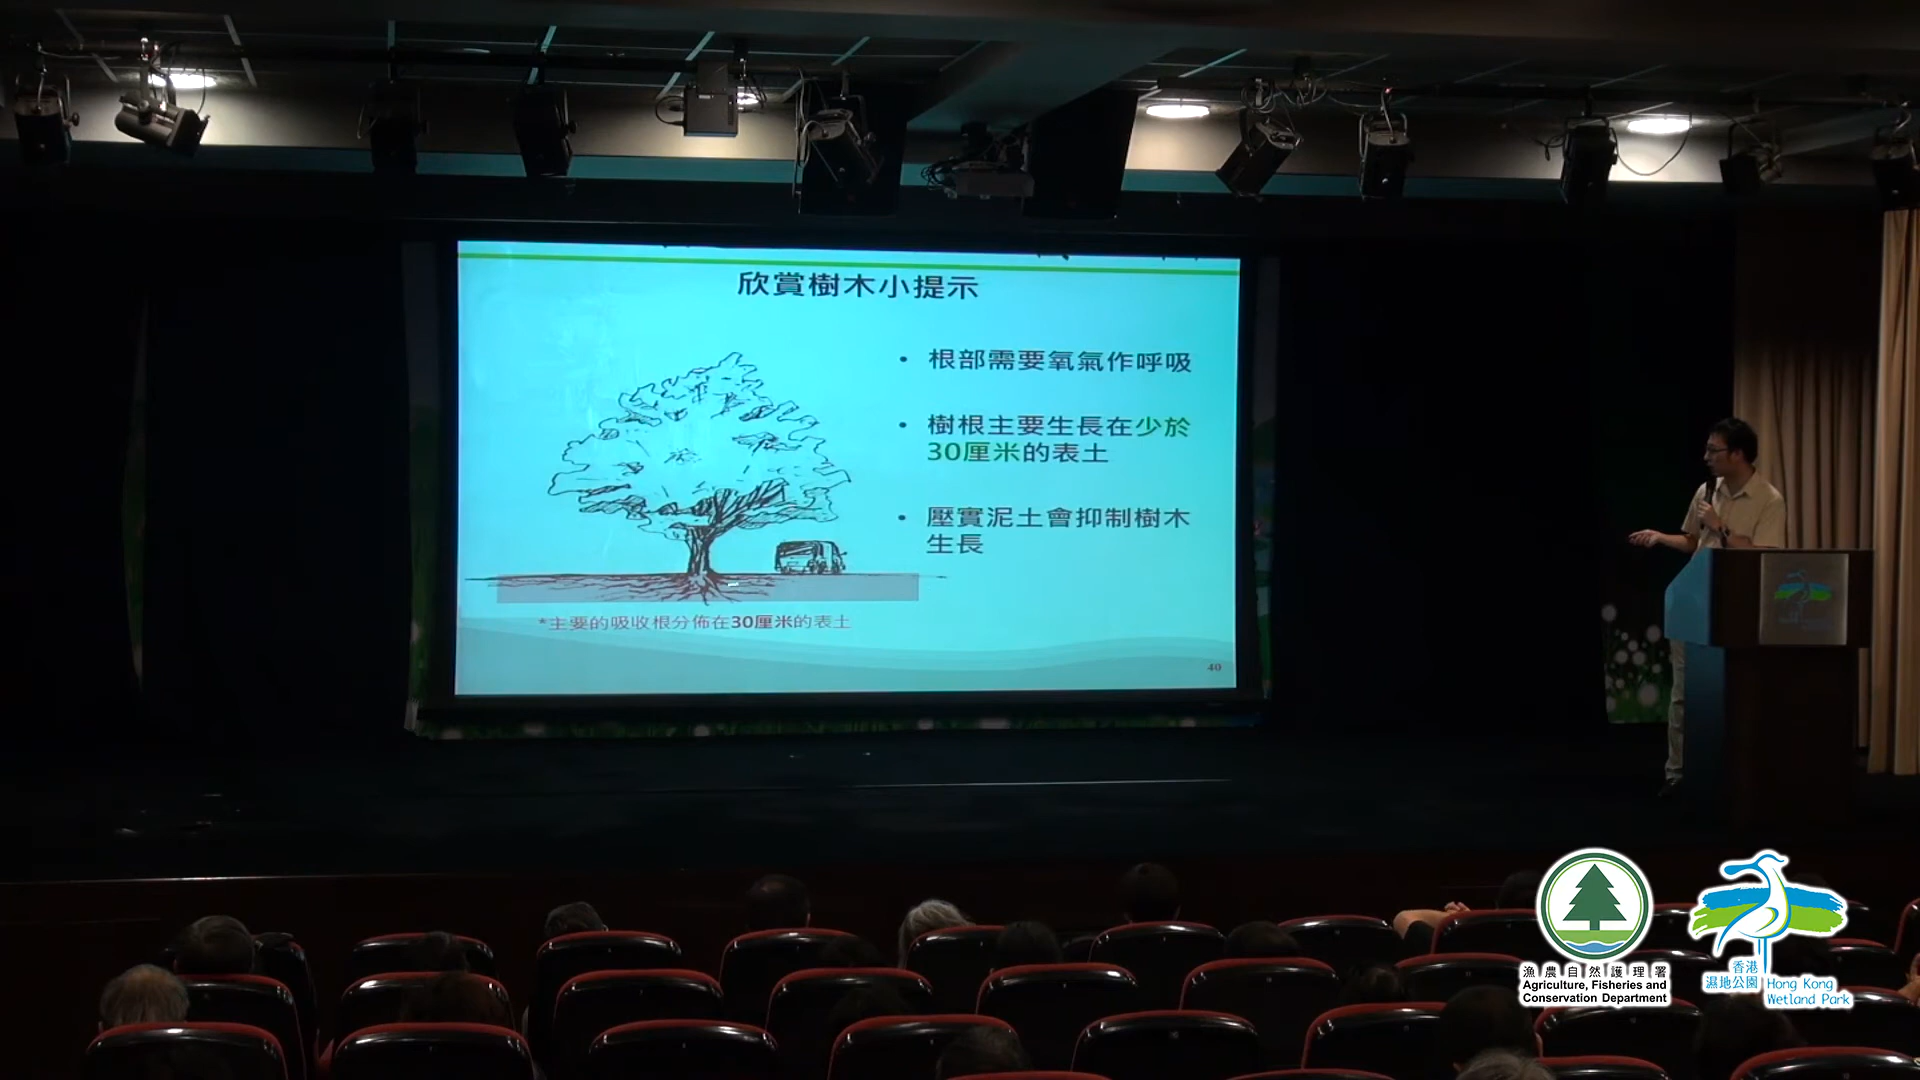 欣賞樹木小提示
• 根部需要氧氣作呼吸
• 樹根主要生長在少於
30厘米的表土
• 壓實泥土會抑制樹木
生長
*主要的吸收根分佈在30厘米的表土
40
漁農自然護理署
Agriculture, Fisheries and
Conservation Department
香港
濕地公園
Hong Kong
Wetland Park